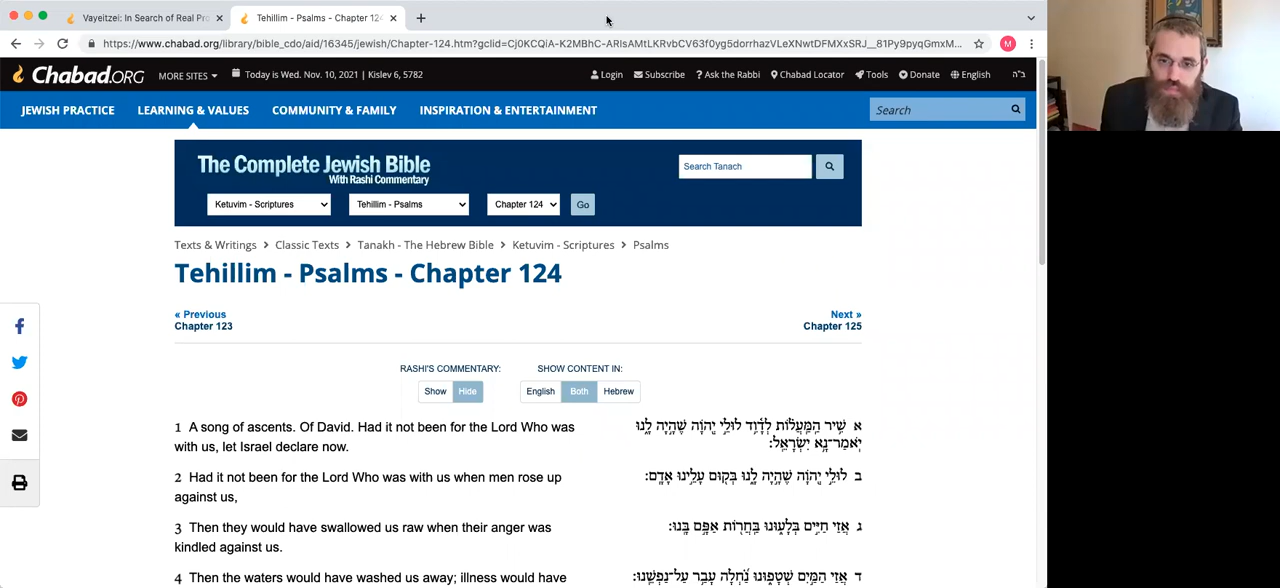 Vayeitzel: In Search of Real Pro
Tehillim - Psalms - Chapter 124
https://www.chabad.org/library/bible_cdo/aid/16345/jewish/Chapter-124.htm?gclid=Cj0KCQiA-K2MBhC-ARIsAMtLKRvbCV63f0yg5dorrhazVLeXNwtDFMXxSRJ__81Py9pyqGmxM...
M
Chabad.ORG
MORE SITES
Today is Wed. Nov. 10, 2021 | Kislev 6, 5782
Login
Subscribe
? Ask the Rabbi
Chabad Locator
Tools
Donate
English
ב"ה
JEWISH PRACTICE
LEARNING & VALUES
COMMUNITY & FAMILY
INSPIRATION & ENTERTAINMENT
Search
The Complete Jewish Bible
With Rashi Commentary
Search Tanach
Ketuvim - Scriptures
Tehillim - Psalms
Chapter 124
Go
Texts & Writings > Classic Texts > Tanakh - The Hebrew Bible > Ketuvim - Scriptures > Psalms
Tehillim - Psalms - Chapter 124
« Previous
Chapter 123
Next »
Chapter 125
RASHI'S COMMENTARY:
Show
Hide
SHOW CONTENT IN:
English
Both
Hebrew
1 A song of ascents. Of David. Had it not been for the Lord Who was
with us, let Israel declare now.
א שִׁ֥יר הַֽמַּֽעֲל֗וֹת לְדָ֫וִ֥ד לוּלֵ֣י יְ֖הֹוָה שֶׁהָ֣יָה לָ֑נוּ
יֹֽאמַר־נָ֜א יִשְׂרָאֵֽל:
2 Had it not been for the Lord Who was with us when men rose up
against us,
ב לוּלֵ֣י יְ֖הֹוָה שֶׁהָ֣יָה לָ֑נוּ בְּק֖וּם עָלֵ֣ינוּ אָדָֽם:
3 Then they would have swallowed us raw when their anger was
kindled against us.
ג אֲזַ֣י חַיִּ֣ים בְּלָע֑וּנוּ בַּֽחֲר֖וֹת אַפָּ֣ם בָּֽנוּ:
4 Then the waters would have washed us away; illness would have
ד אֲזַ֣י הַמַּ֣יִם שְׁטָפ֑וּנוּ נַ֜֗חְלָה עָבַ֥ר עַל־נַפְשֵֽׁנוּ: